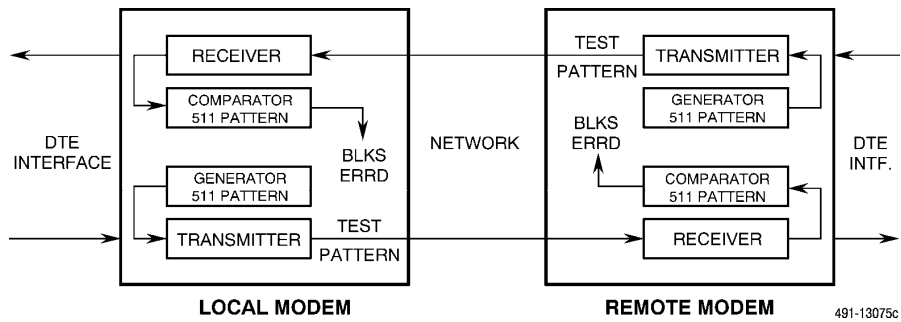 RECEIVER
COMPARATOR
511 PATTERN
BLKS
ERRD
GENERATOR
511 PATTERN
TRANSMITTER
TEST
PATTERN
DTE
INTERFACE
NETWORK
TEST
PATTERN
TRANSMITTER
GENERATOR
511 PATTERN
BLKS
ERRD
COMPARATOR
511 PATTERN
RECEIVER
DTE
INTF.
LOCAL MODEM
REMOTE MODEM
491-13075c